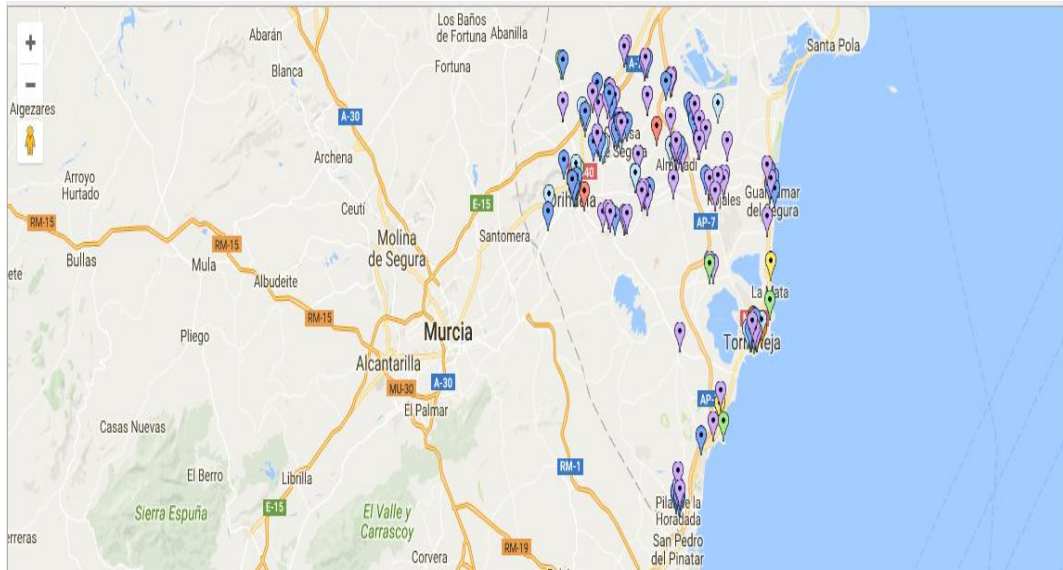 Los Baños
de Fortuna
Abanilla
Abarán
Santa Pola
A-7
Blanca
Fortuna
Algezares
A-30
Archena
Arroyo
Hurtado
de Segura
Almoradí
Rojales
Guardamar
del Segura
Orihuela
Ceutí
E-15
RM-15
Molina
de Segura
Santomera
AP-7
RM-15
Bullas
Mula
Albudeite
La Mata
RM-15
Pliego
Murcia
Torrevieja
Alcantarilla
MU-30
A-30
El Palmar
AP-7
Casas Nuevas
RM-1
El Berro
Librilla
Sierra Espuña
E-15
El Valle y
Carrascoy
Pilar de la
Horadada
San Pedro
del Pinatar
RM-19
Corvera